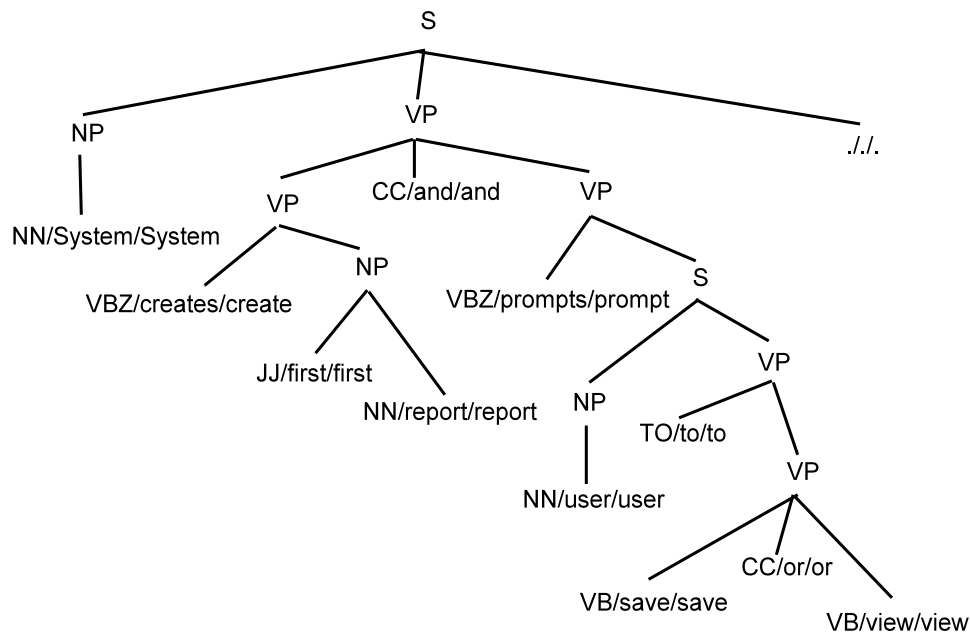 S
NP
VP
././.
NN/System/System
VP
CC/and/and
VP
VBZ/creates/create
NP
VBZ/prompts/prompt
S
JJ/first/first
NN/report/report
NP
VP
TO/to/to
NN/user/user
VP
VB/save/save
CC/or/or
VB/view/view